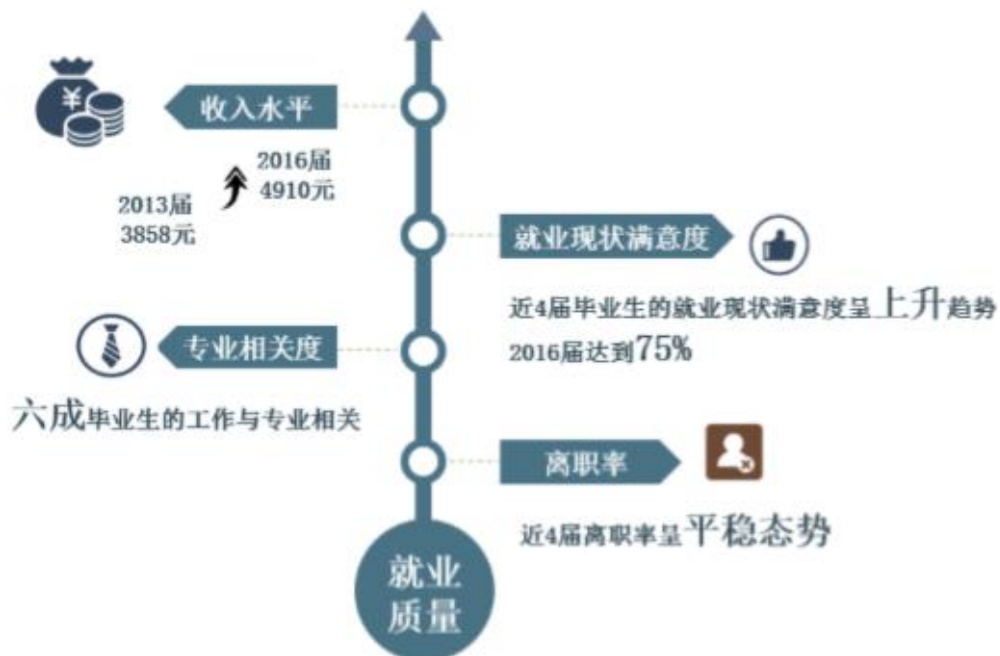 ¥
收入水平
2016届
4910元
2013届
3858元
就业现状满意度
近4届毕业生的就业现状满意度呈上升趋势
2016届达到75%
专业相关度
六成毕业生的工作与专业相关
离职率
近4届离职率呈平稳态势
就业
质量